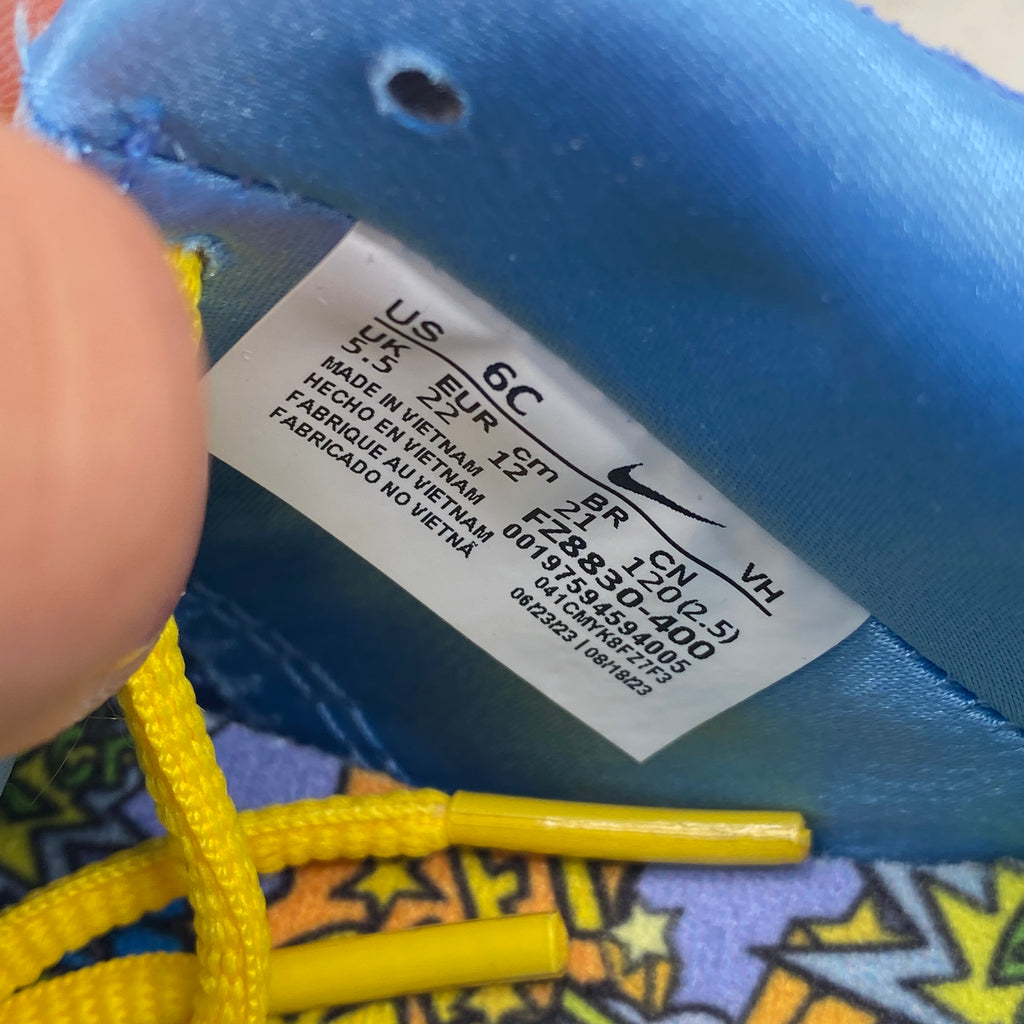 US 6C VH
UK EUR cm BR CN
5.5 22 12 21 120(2.5)
MADE IN VIETNAM
HECHO EN VIETNAM
FABRIQUE AU VIETNAM
FABRICADO NO VIETNÃ
FZ8830-400
00197594594005
041CMYK8FZ7F3
06/23/23 | 08/18/23